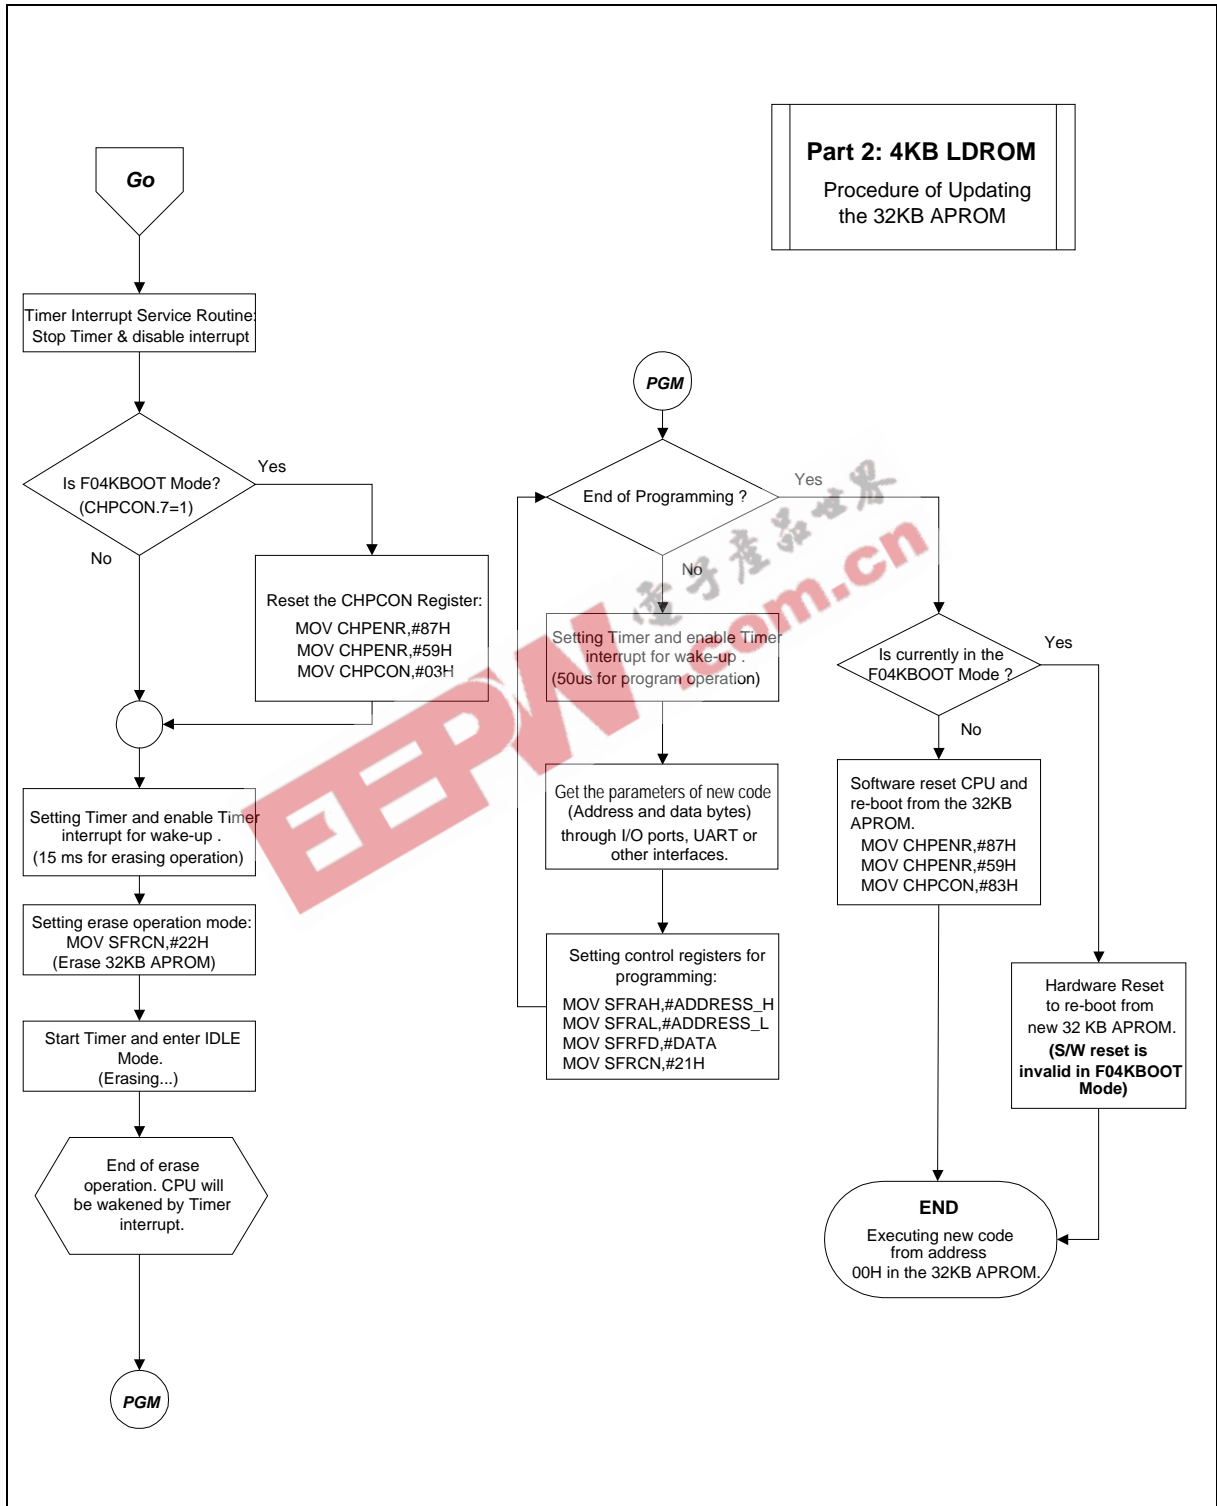 Part 2: 4KB LDROM
Procedure of Updating
the 32KB APROM
Go
Timer Interrupt Service Routine:
Stop Timer & disable interrupt
Is F04KBOOT Mode?
(CHPCON.7=1)
Yes
No
Reset the CHPCON Register:
MOV CHPENR,#87H
MOV CHPENR,#59H
MOV CHPCON,#03H
Setting Timer and enable Timer
interrupt for wake-up .
(15 ms for erasing operation)
Setting erase operation mode:
MOV SFRCN,#22H
(Erase 32KB APROM)
Start Timer and enter IDLE
Mode.
(Erasing...)
End of erase
operation. CPU will
be wakened by Timer
interrupt.
PGM
PGM
End of Programming ?
Yes
No
Setting Timer and enable Timer
interrupt for wake-up .
(50us for program operation)
Get the parameters of new code
(Address and data bytes)
through I/O ports, UART or
other interfaces.
Setting control registers for
programming:
MOV SFRAH,#ADDRESS_H
MOV SFRAL,#ADDRESS_L
MOV SFRFD,#DATA
MOV SFRCN,#21H
Is currently in the
F04KBOOT Mode ?
Yes
No
Software reset CPU and
re-boot from the 32KB
APROM.
MOV CHPENR,#87H
MOV CHPENR,#59H
MOV CHPCON,#83H
Hardware Reset
to re-boot from
new 32 KB APROM.
(S/W reset is
invalid in F04KBOOT
Mode)
END
Executing new code
from address
00H in the 32KB APROM.
EEPW.com.cn
電子產品世界